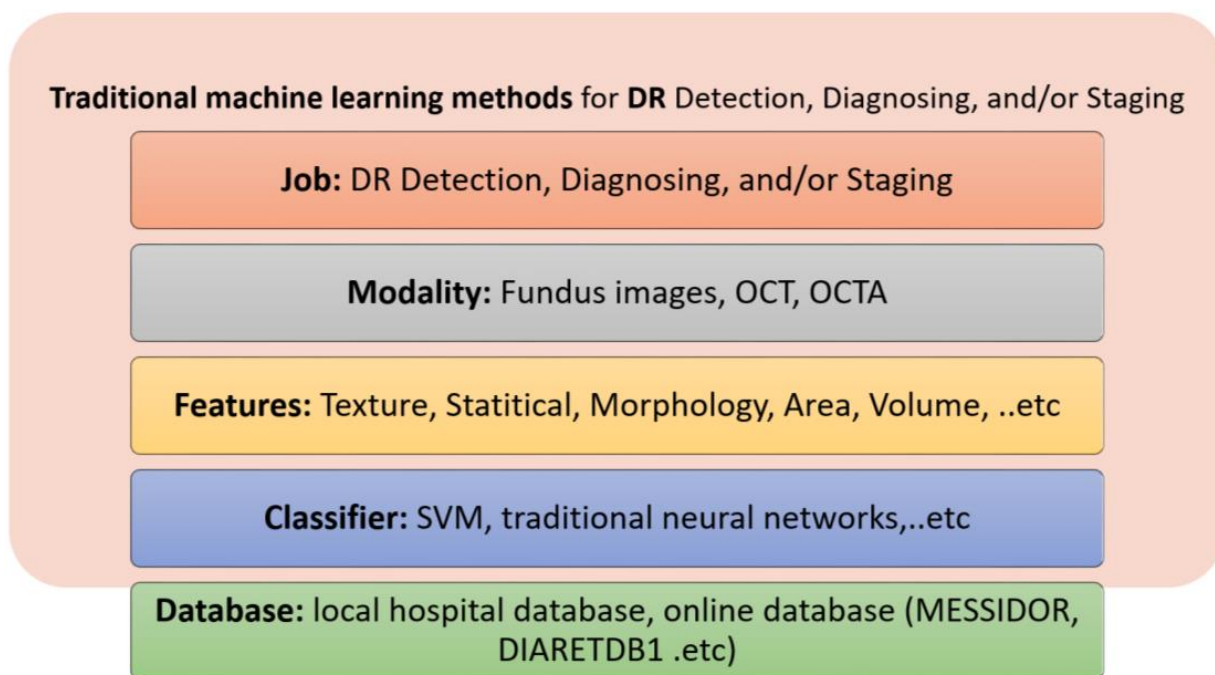 Traditional machine learning methods for DR Detection, Diagnosing, and/or Staging
Job: DR Detection, Diagnosing, and/or Staging
Modality: Fundus images, OCT, OCTA
Features: Texture, Statitical, Morphology, Area, Volume, ..etc
Classifier: SVM, traditional neural networks,..etc
Database: local hospital database, online database (MESSIDOR,
DIARETDB1 .etc)